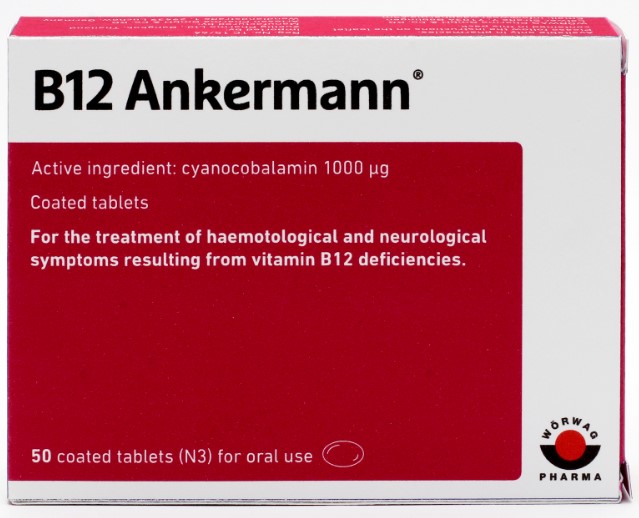 B12 Ankermann®
Active ingredient: cyanocobalamin 1000 µg
Coated tablets
For the treatment of haemotological and neurological
symptoms resulting from vitamin B12 deficiencies.
50 coated tablets (N3) for oral use
WÖRWAG
PHARMA